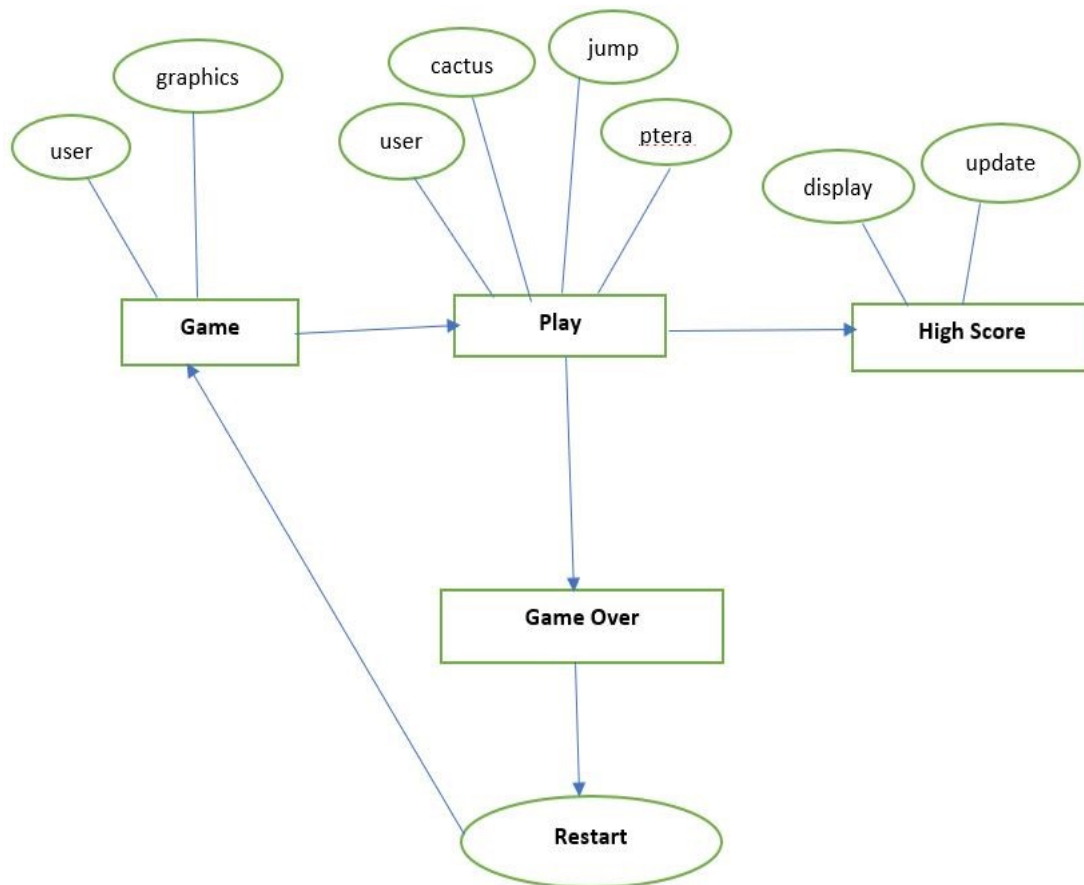 jump
cactus
graphics
ptera
user
user
update
display
Game
Play
High Score
Game Over
Restart